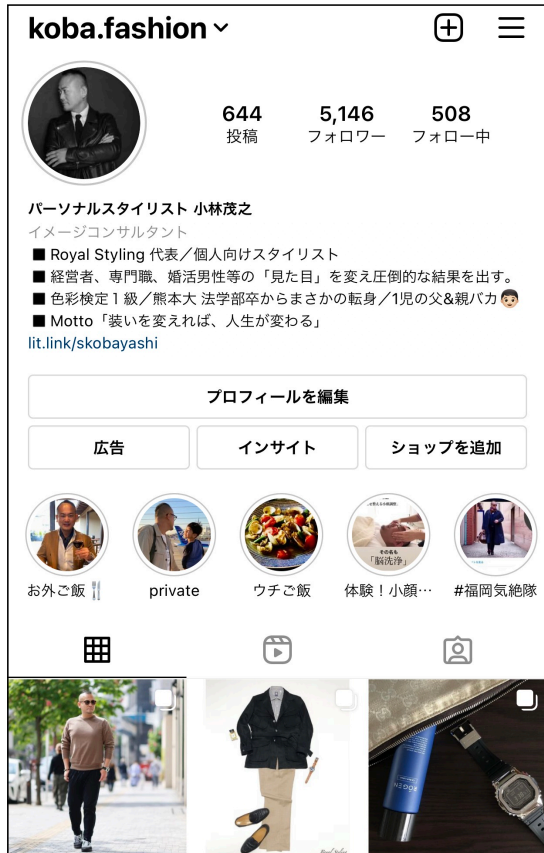 koba.fashion
644 5,146 508
投稿 フォロワー フォロー中
パーソナルスタイリスト 小林茂之
イメージコンサルタント
■ Royal Styling 代表／個人向けスタイリスト
■ 経営者、専門職、婚活男性等の「見た目」を変え圧倒的な結果を出す。
■ 色彩検定１級／熊本大 法学部卒からまさかの転身／1児の父&親バカ👨🏻
■ Motto「装いを変えれば、人生が変わる」
lit.link/skobayashi
プロフィールを編集
広告 インサイト ショップを追加
その名も
「脳洗浄」
お外ご飯🍴 private ウチご飯 体験！小顔… #福岡気絶隊
RÖGEN